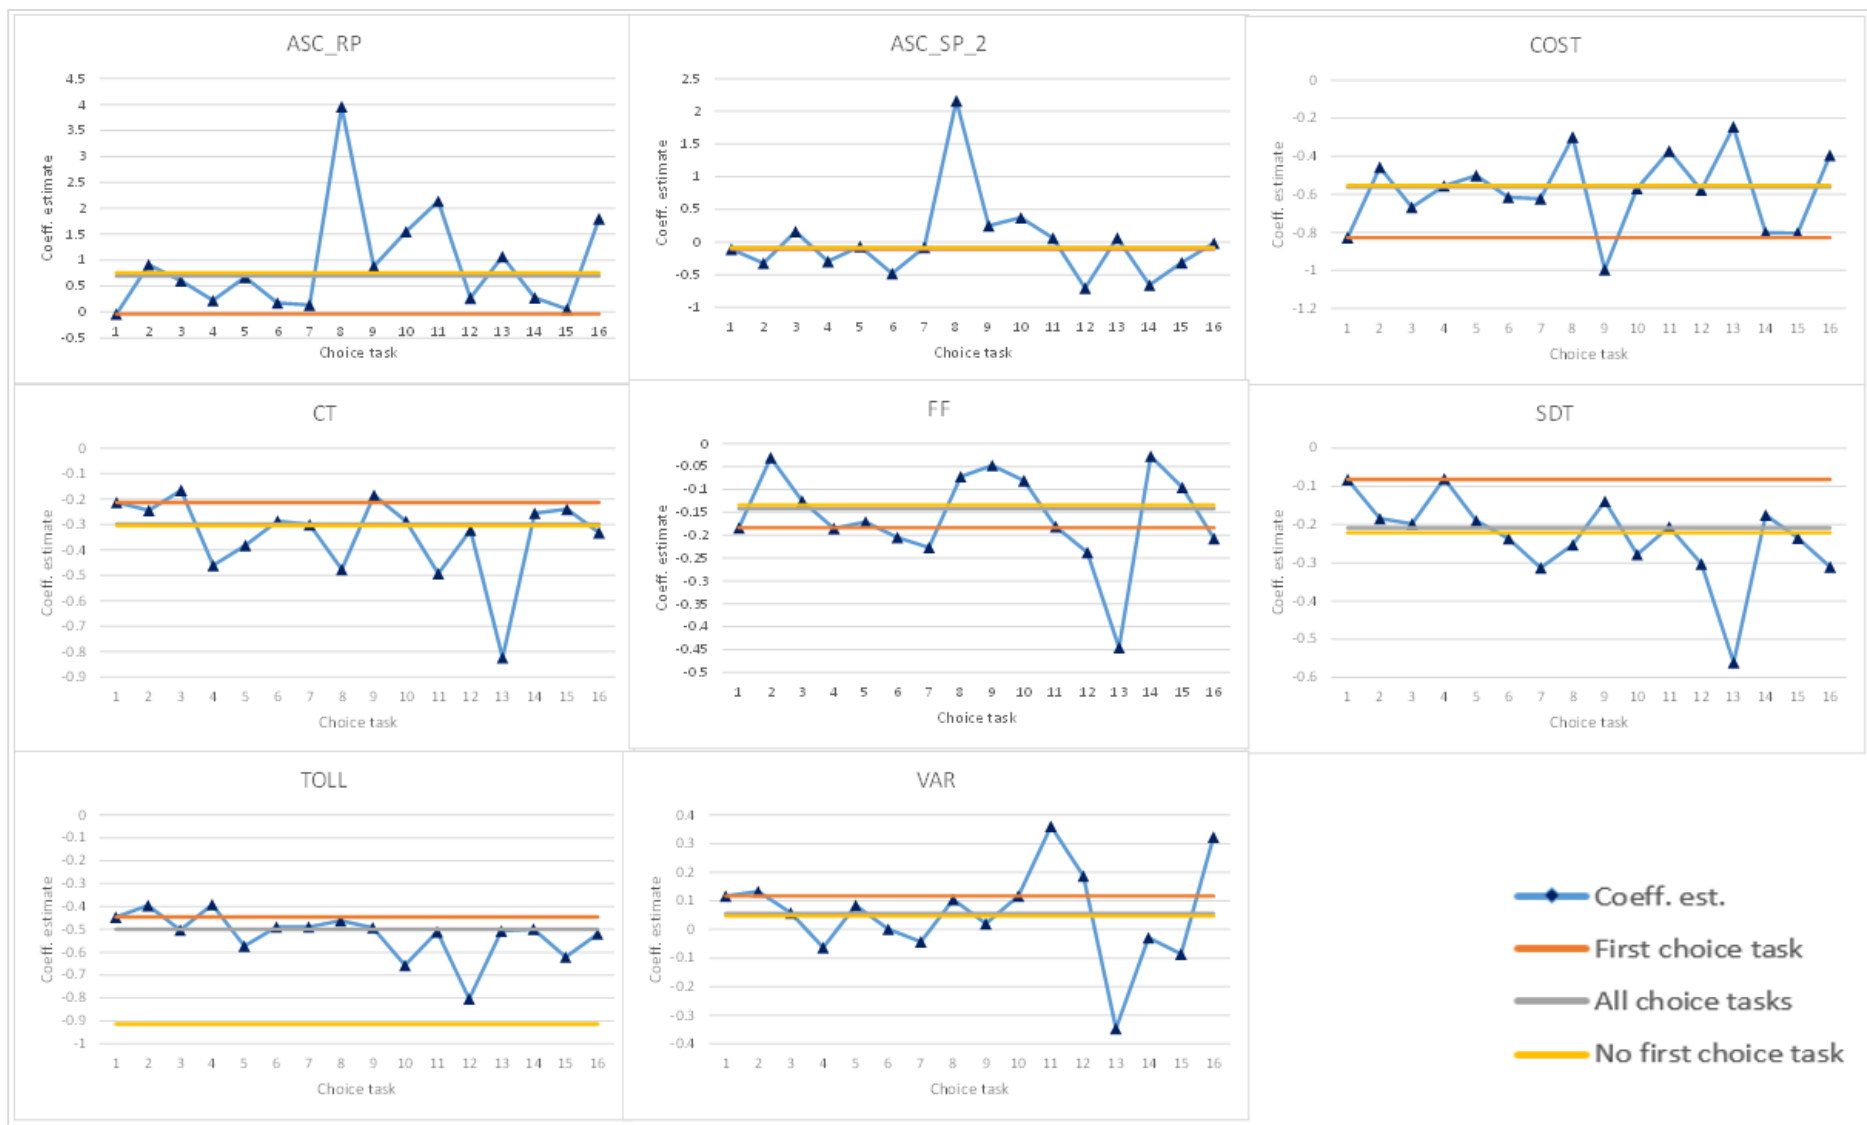 ASC_RP
4.5
4
3.5
3
2.5
2
1.5
1
0.5
0
-0.5
Coeff. estimate
1 2 3 4 5 6 7 8 9 10 11 12 13 14 15 16
Choice task
ASC_SP_2
2.5
2
1.5
1
0.5
0
-0.5
-1
Coeff. estimate
1 2 3 4 5 6 7 8 9 10 11 12 13 14 15 16
Choice task
COST
0
-0.2
-0.4
-0.6
-0.8
-1
-1.2
Coeff. estimate
1 2 3 4 5 6 7 8 9 10 11 12 13 14 15 16
Choice task
CT
0
-0.1
-0.2
-0.3
-0.4
-0.5
-0.6
-0.7
-0.8
-0.9
Coeff. estimate
1 2 3 4 5 6 7 8 9 10 11 12 13 14 15 16
Choice task
FF
0
-0.05
-0.1
-0.15
-0.2
-0.25
-0.3
-0.35
-0.4
-0.45
-0.5
Coeff. estimate
1 2 3 4 5 6 7 8 9 10 11 12 13 14 15 16
Choice task
SDT
0
-0.1
-0.2
-0.3
-0.4
-0.5
-0.6
Coeff. estimate
1 2 3 4 5 6 7 8 9 10 11 12 13 14 15 16
Choice task
TOLL
0
-0.1
-0.2
-0.3
-0.4
-0.5
-0.6
-0.7
-0.8
-0.9
-1
Coeff. estimate
1 2 3 4 5 6 7 8 9 10 11 12 13 14 15 16
Choice task
VAR
0.4
0.3
0.2
0.1
0
-0.1
-0.2
-0.3
-0.4
Coeff. estimate
1 2 3 4 5 6 7 8 9 10 11 12 13 14 15 16
Choice task
Coeff. est.
First choice task
All choice tasks
No first choice task